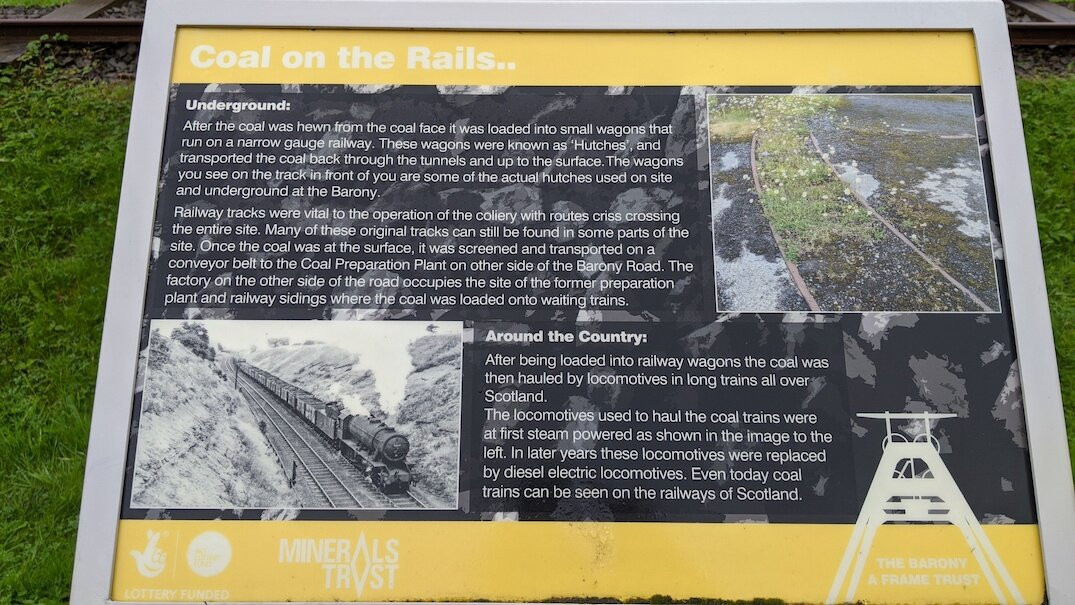 Coal on the Rails..
Underground:
After the coal was hewn from the coal face it was loaded into small wagons that
run on a narrow gauge railway. These wagons were known as 'Hutches', and
transported the coal back through the tunnels and up to the surface. The wagons
you see on the track in front of you are some of the actual hutches used on site
and underground at the Barony.
Railway tracks were vital to the operation of the coliery with routes criss crossing
the entire site. Many of these original tracks can still be found in some parts of the
site. Once the coal was at the surface, it was screened and transported on a
conveyor belt to the Coal Preparation Plant on other side of the Barony Road. The
factory on the other side of the road occupies the site of the former preparation
plant and railway sidings where the coal was loaded onto waiting trains.
Around the Country:
After being loaded into railway wagons the coal was
then hauled by locomotives in long trains all over
Scotland.
The locomotives used to haul the coal trains were
at first steam powered as shown in the image to the
left. In later years these locomotives were replaced
by diesel electric locomotives. Even today coal
trains can be seen on the railways of Scotland.
LOTTERY FUNDED
MINERALS
TRVST
THE BARONY
A FRAME TRUST